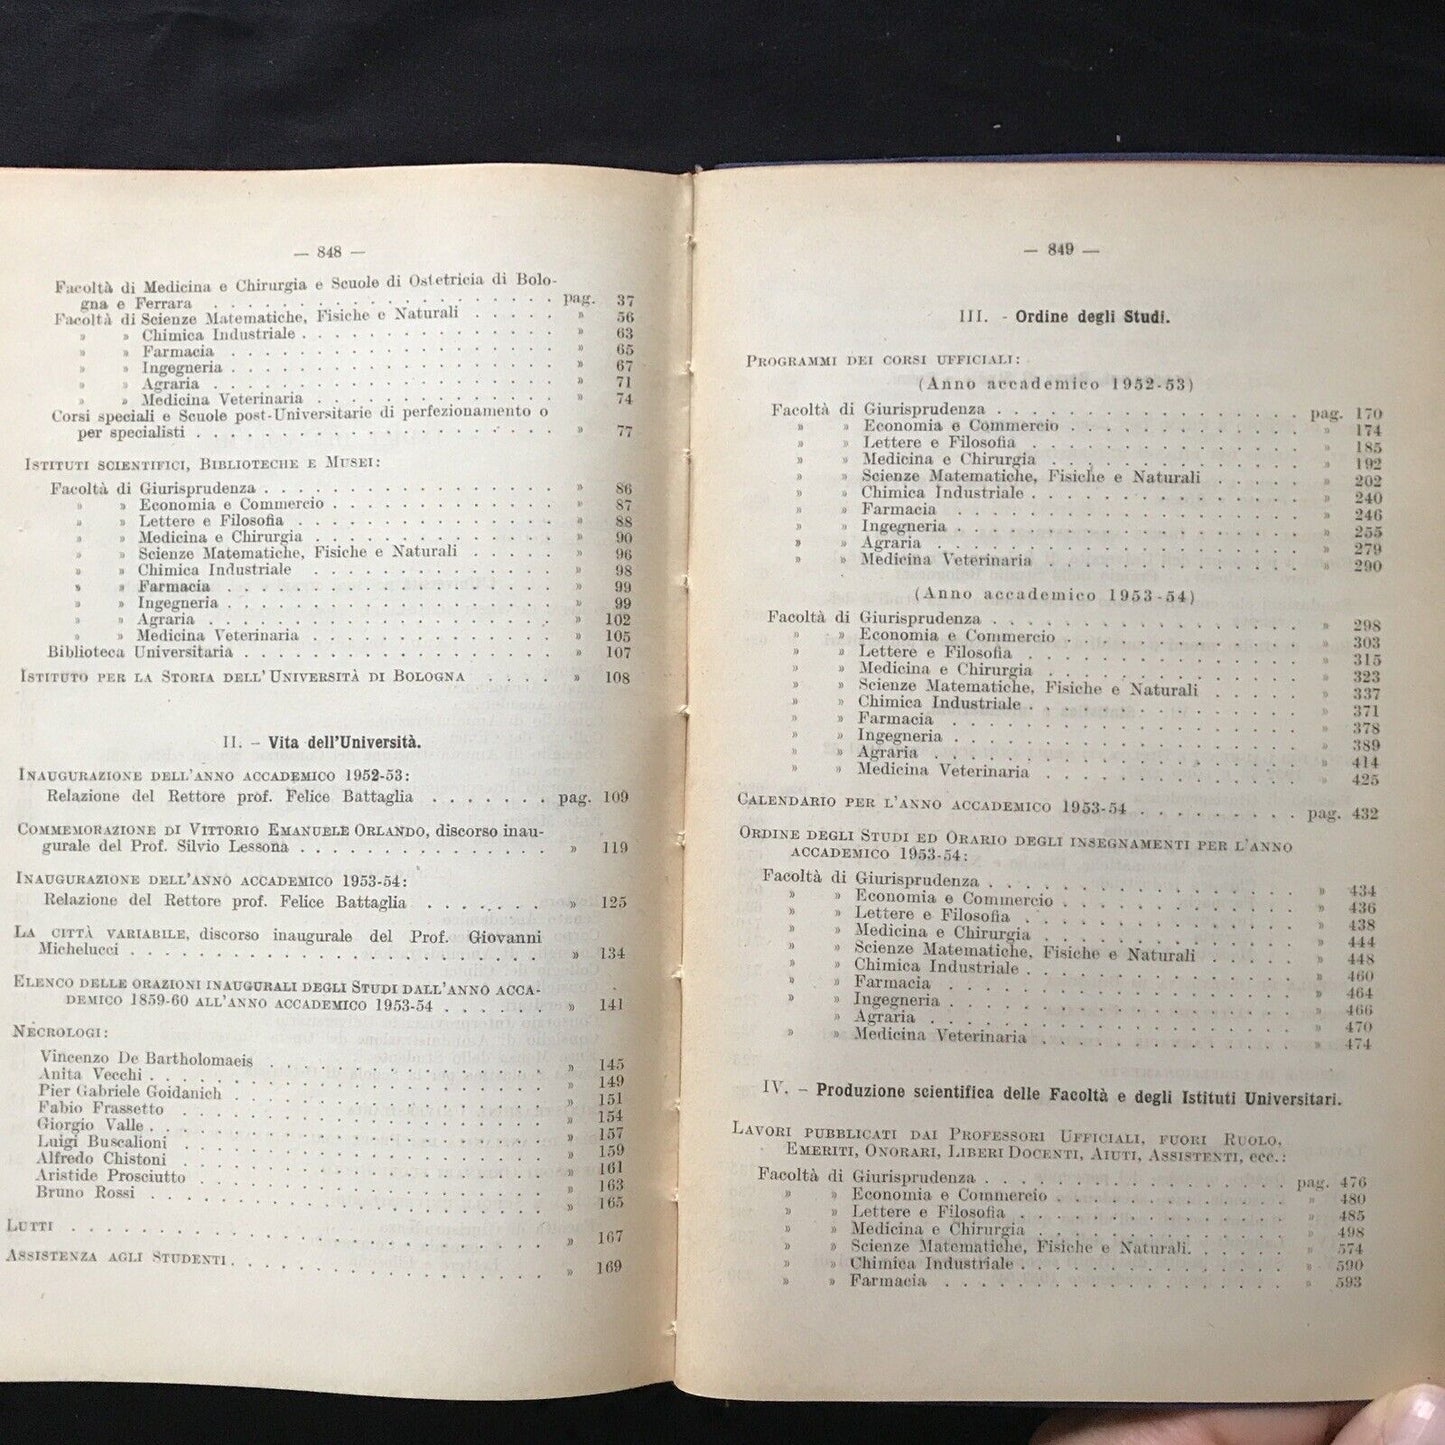 — 848 —
Facoltà di Medicina e Chirurgia e Scuole di Ostetricia di Bolo-
gna e Ferrara . . . . . . . . . . . . . . . . . . . . pag. 37
Facoltà di Scienze Matematiche, Fisiche e Naturali . . . . . » 56
» » Chimica Industriale . . . . . . . . . . . . . . . » 63
» » Farmacia . . . . . . . . . . . . . . . . . . . » 65
» » Ingegneria . . . . . . . . . . . . . . . . . . . » 67
» » Agraria . . . . . . . . . . . . . . . . . . . . » 71
» » Medicina Veterinaria . . . . . . . . . . . . . . » 74
Corsi speciali e Scuole post-Universitarie di perfezionamento o
per specialisti . . . . . . . . . . . . . . . . . . . . » 77
ISTITUTI SCIENTIFICI, BIBLIOTECHE E MUSEI:
Facoltà di Giurisprudenza . . . . . . . . . . . . . . . . . » 86
» » Economia e Commercio . . . . . . . . . . . . . » 87
» » Lettere e Filosofia . . . . . . . . . . . . . . . » 88
» » Medicina e Chirurgia . . . . . . . . . . . . . . » 90
» » Scienze Matematiche, Fisiche e Naturali . . . . . » 96
» » Chimica Industriale . . . . . . . . . . . . . . » 98
» » Farmacia . . . . . . . . . . . . . . . . . . . » 99
» » Ingegneria . . . . . . . . . . . . . . . . . . . » 99
» » Agraria . . . . . . . . . . . . . . . . . . . . » 102
» » Medicina Veterinaria . . . . . . . . . . . . . . » 105
Biblioteca Universitaria . . . . . . . . . . . . . . . . . . » 107
ISTITUTO PER LA STORIA DELL'UNIVERSITÀ DI BOLOGNA . . . . » 108
II. - Vita dell'Università.
INAUGURAZIONE DELL'ANNO ACCADEMICO 1952-53:
Relazione del Rettore prof. Felice Battaglia . . . . . . . pag. 109
COMMEMORAZIONE DI VITTORIO EMANUELE ORLANDO, discorso inau-
gurale del Prof. Silvio Lessona . . . . . . . . . . . . . . . » 119
INAUGURAZIONE DELL'ANNO ACCADEMICO 1953-54:
Relazione del Rettore prof. Felice Battaglia . . . . . . . » 125
LA CITTÀ VARIABILE, discorso inaugurale del Prof. Giovanni
Michelucci . . . . . . . . . . . . . . . . . . . . . . . . » 134
ELENCO DELLE ORAZIONI INAUGURALI DEGLI STUDI DALL'ANNO ACCA-
DEMICO 1859-60 ALL'ANNO ACCADEMICO 1953-54 . . . . . . » 141
NECROLOGI:
Vincenzo De Bartholomaeis . . . . . . . . . . . . . . . » 145
Anita Vecchi . . . . . . . . . . . . . . . . . . . . . . » 149
Pier Gabriele Goidanich . . . . . . . . . . . . . . . . . » 151
Fabio Frassetto . . . . . . . . . . . . . . . . . . . . » 154
Giorgio Valle . . . . . . . . . . . . . . . . . . . . . . » 157
Luigi Buscalioni . . . . . . . . . . . . . . . . . . . . » 159
Alfredo Chistoni . . . . . . . . . . . . . . . . . . . . » 161
Aristide Prosciutto . . . . . . . . . . . . . . . . . . . » 163
Bruno Rossi . . . . . . . . . . . . . . . . . . . . . . » 165
LUTTI . . . . . . . . . . . . . . . . . . . . . . . . . . » 167
ASSISTENZA AGLI STUDENTI . . . . . . . . . . . . . . . . . » 169
— 849 —
III. - Ordine degli Studi.
PROGRAMMI DEI CORSI UFFICIALI:
(Anno accademico 1952-53)
Facoltà di Giurisprudenza . . . . . . . . . . . . . . . . pag. 170
» » Economia e Commercio . . . . . . . . . . . . . » 174
» » Lettere e Filosofia . . . . . . . . . . . . . . . » 185
» » Medicina e Chirurgia . . . . . . . . . . . . . . » 192
» » Scienze Matematiche, Fisiche e Naturali . . . . . » 202
» » Chimica Industriale . . . . . . . . . . . . . . . » 240
» » Farmacia . . . . . . . . . . . . . . . . . . . » 246
» » Ingegneria . . . . . . . . . . . . . . . . . . . » 255
» » Agraria . . . . . . . . . . . . . . . . . . . . » 279
» » Medicina Veterinaria . . . . . . . . . . . . . . » 290
(Anno accademico 1953-54)
Facoltà di Giurisprudenza . . . . . . . . . . . . . . . . » 298
» » Economia e Commercio . . . . . . . . . . . . . » 303
» » Lettere e Filosofia . . . . . . . . . . . . . . . » 315
» » Medicina e Chirurgia . . . . . . . . . . . . . . » 323
» » Scienze Matematiche, Fisiche e Naturali . . . . . » 337
» » Chimica Industriale . . . . . . . . . . . . . . . » 371
» » Farmacia . . . . . . . . . . . . . . . . . . . » 378
» » Ingegneria . . . . . . . . . . . . . . . . . . . » 389
» » Agraria . . . . . . . . . . . . . . . . . . . . » 414
» » Medicina Veterinaria . . . . . . . . . . . . . . » 425
CALENDARIO PER L'ANNO ACCADEMICO 1953-54 . . . . . . . . . pag. 432
ORDINE DEGLI STUDI ED ORARIO DEGLI INSEGNAMENTI PER L'ANNO
ACCADEMICO 1953-54:
Facoltà di Giurisprudenza . . . . . . . . . . . . . . . . » 434
» » Economia e Commercio . . . . . . . . . . . . . » 436
» » Lettere e Filosofia . . . . . . . . . . . . . . . » 438
» » Medicina e Chirurgia . . . . . . . . . . . . . . » 444
» » Scienze Matematiche, Fisiche e Naturali . . . . . » 448
» » Chimica Industriale . . . . . . . . . . . . . . . » 460
» » Farmacia . . . . . . . . . . . . . . . . . . . » 464
» » Ingegneria . . . . . . . . . . . . . . . . . . . » 466
» Agraria . . . . . . . . . . . . . . . . . . . . » 470
» » Medicina Veterinaria . . . . . . . . . . . . . . » 474
IV. - Produzione scientifica delle Facoltà e degli Istituti Universitari.
LAVORI PUBBLICATI DAI PROFESSORI UFFICIALI, FUORI RUOLO,
EMERITI, ONORARI, LIBERI DOCENTI, AIUTI, ASSISTENTI, ecc.:
Facoltà di Giurisprudenza . . . . . . . . . . . . . . . . pag. 476
» » Economia e Commercio . . . . . . . . . . . . . » 480
» » Lettere e Filosofia . . . . . . . . . . . . . . . » 485
» » Medicina e Chirurgia . . . . . . . . . . . . . . » 498
» » Scienze Matematiche, Fisiche e Naturali. . . . . . » 574
» » Chimica Industriale . . . . . . . . . . . . . . . » 590
» » Farmacia . . . . . . . . . . . . . . . . . . . » 593